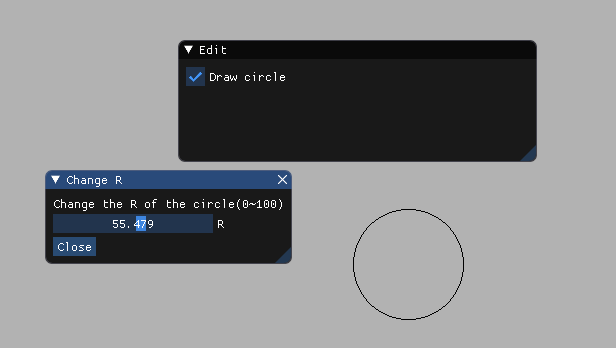 Edit
Draw circle
Change R
Change the R of the circle(0~100)
55.479 R
Close